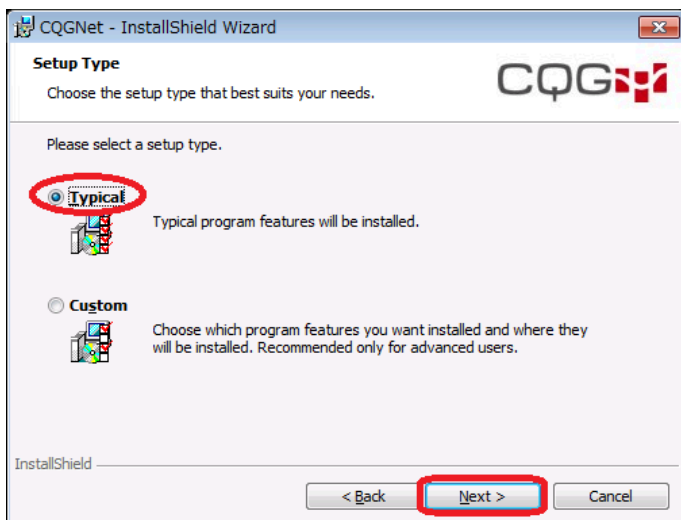 CQGNet - InstallShield Wizard
Setup Type
Choose the setup type that best suits your needs.
CQG
Please select a setup type.
Typical
Typical program features will be installed.
Custom
Choose which program features you want installed and where they
will be installed. Recommended only for advanced users.
InstallShield
< Back
Next >
Cancel